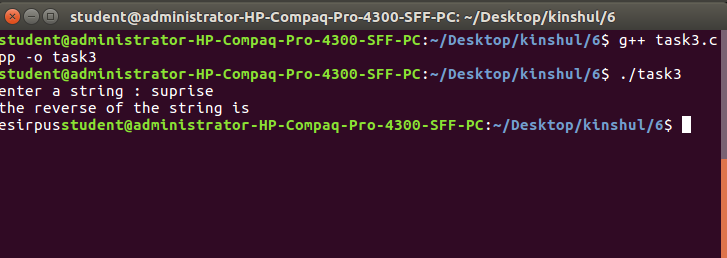 student@administrator-HP-Compaq-Pro-4300-SFF-PC: ~/Desktop/kinshul/6
student@administrator-HP-Compaq-Pro-4300-SFF-PC:~/Desktop/kinshul/6$ g++ task3.c
pp -o task3
student@administrator-HP-Compaq-Pro-4300-SFF-PC:~/Desktop/kinshul/6$ ./task3
enter a string : suprise
the reverse of the string is
esirpusstudent@administrator-HP-Compaq-Pro-4300-SFF-PC:~/Desktop/kinshul/6$